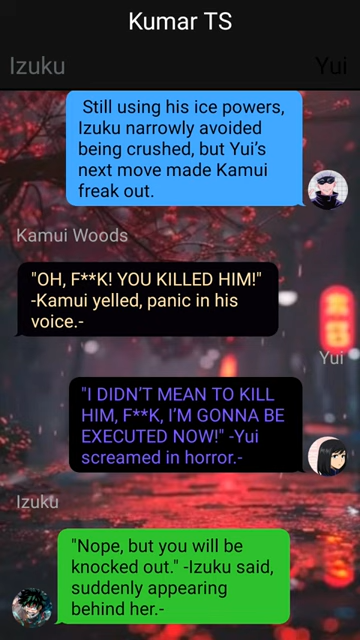 Kumar TS
Izuku
Yui
Still using his ice powers,
Izuku narrowly avoided
being crushed, but Yui’s
next move made Kamui
freak out.
Kamui Woods
"OH, F**K! YOU KILLED HIM!"
-Kamui yelled, panic in his
voice.-
Yui
"I DIDN’T MEAN TO KILL
HIM, F**K, I’M GONNA BE
EXECUTED NOW!" -Yui
screamed in horror.-
Izuku
"Nope, but you will be
knocked out." -Izuku said,
suddenly appearing
behind her.-